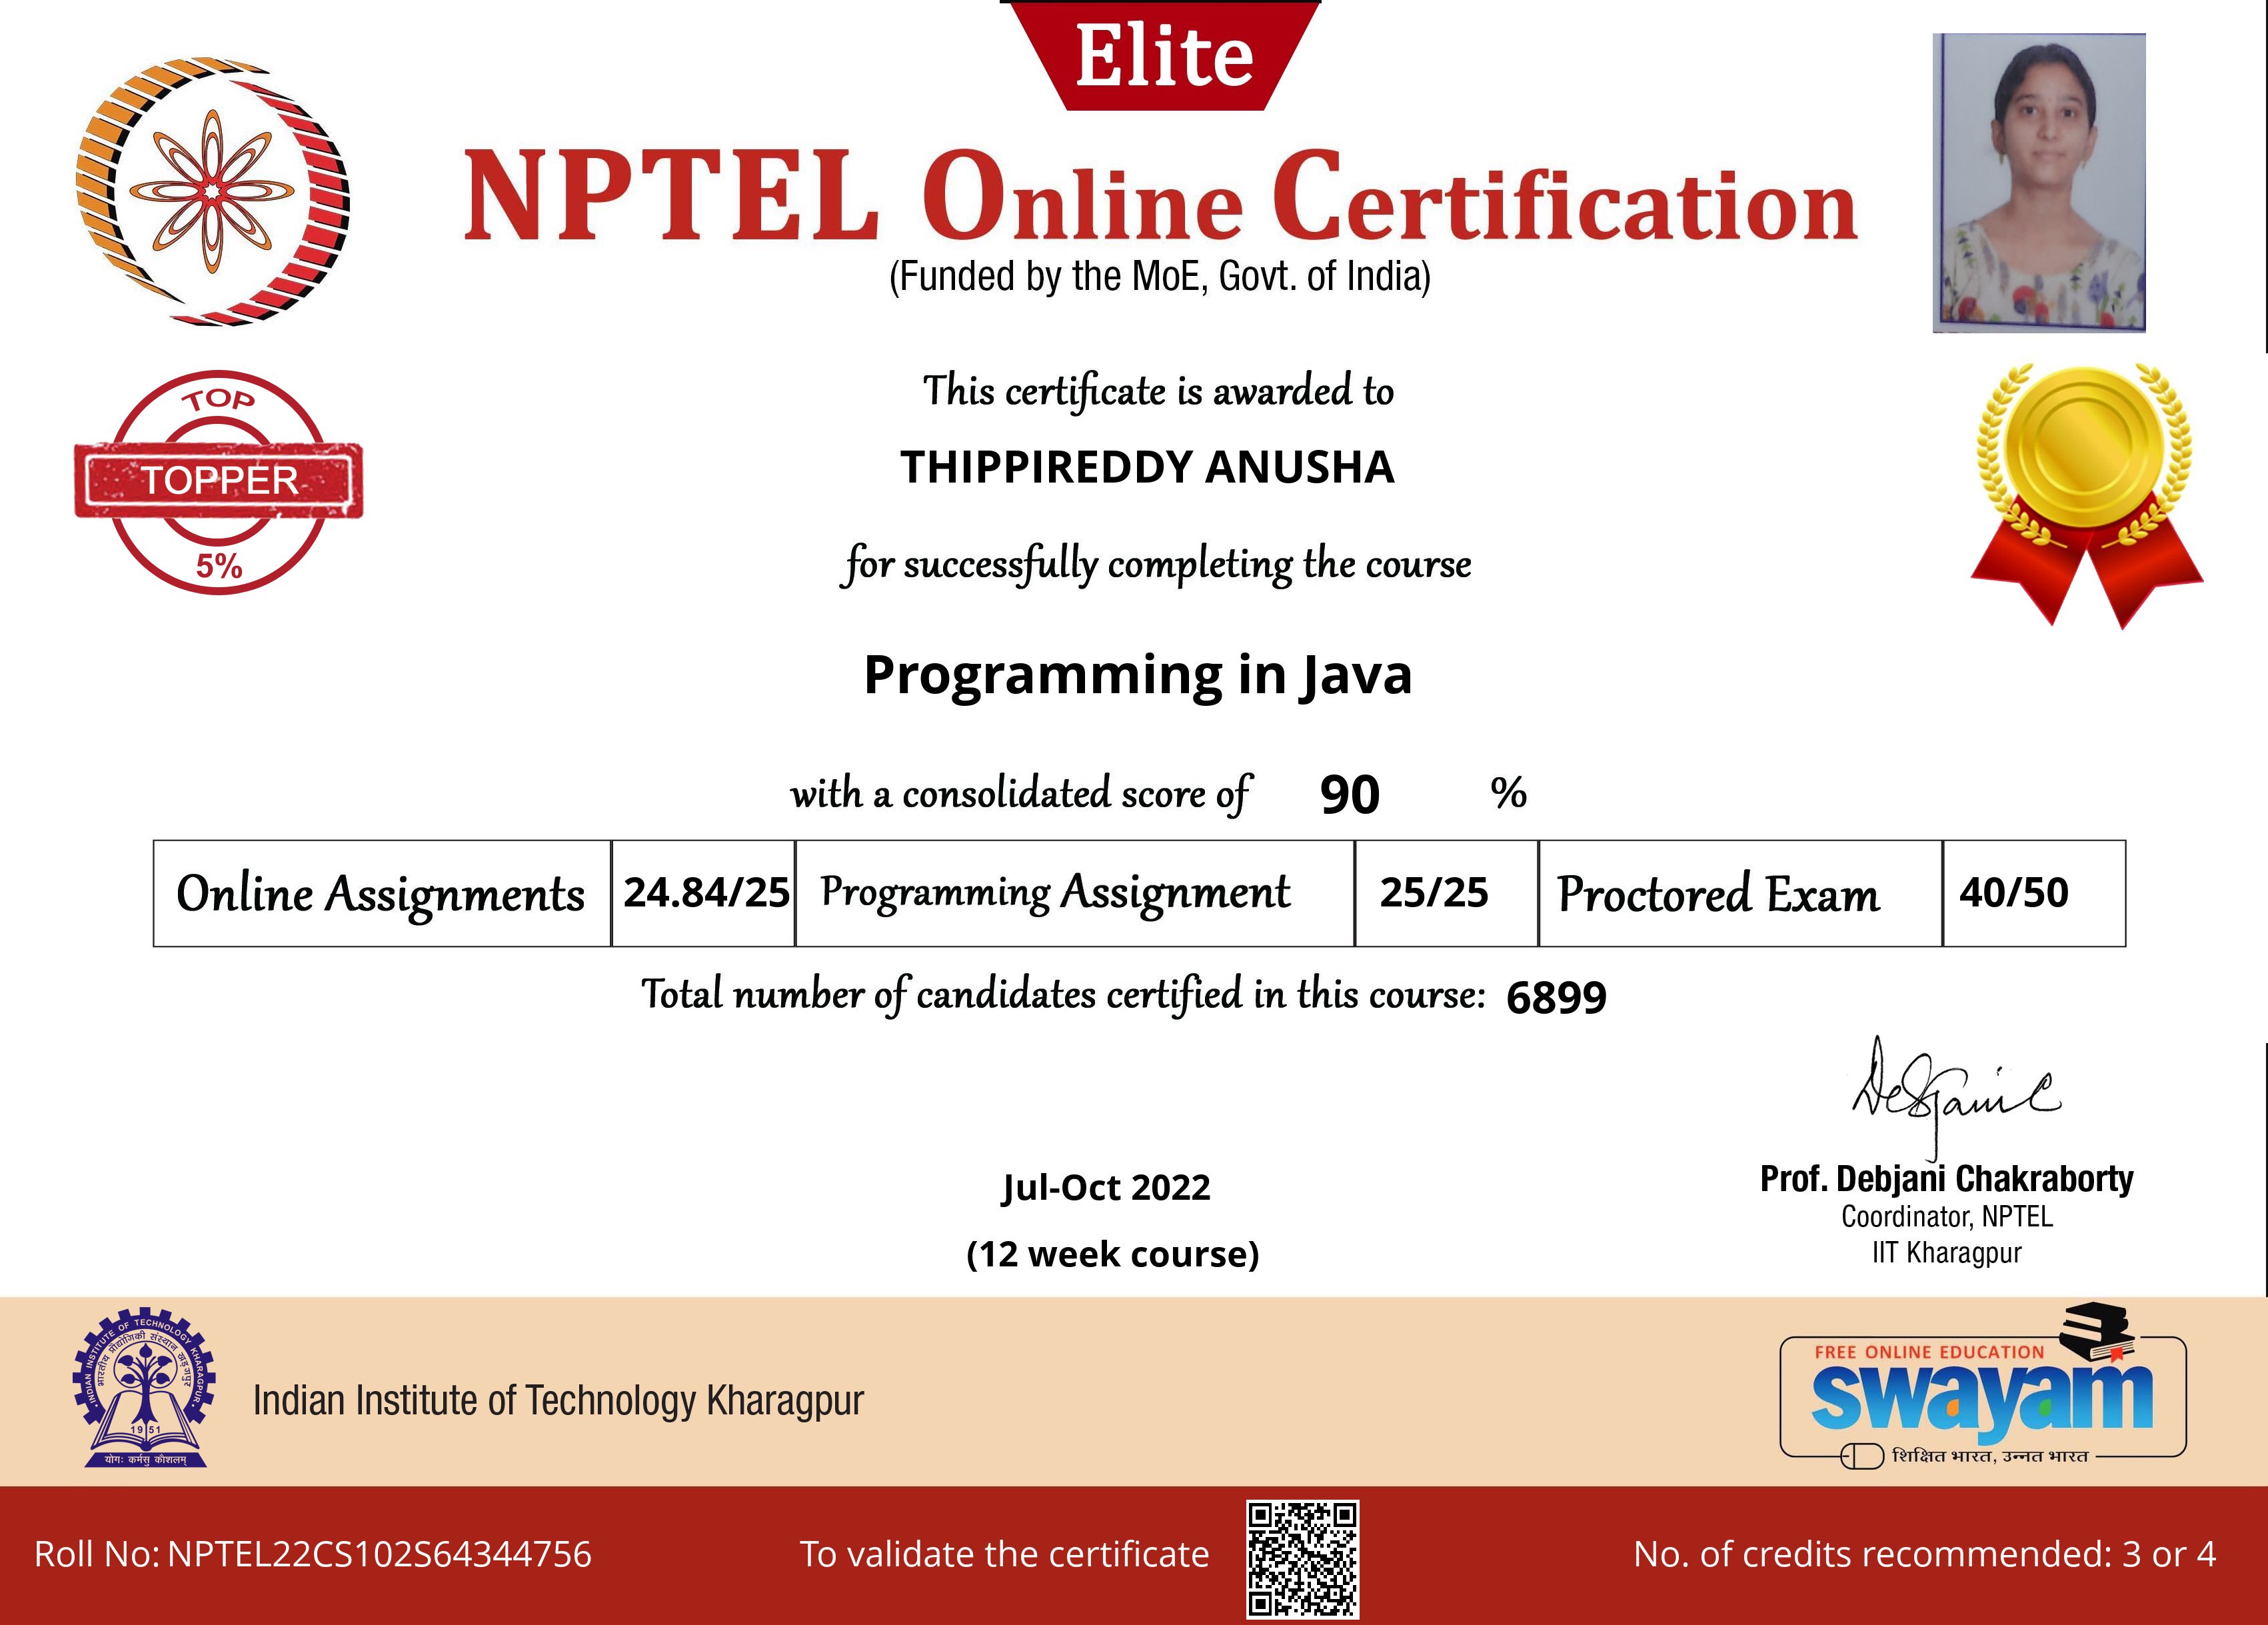 Elite
NPTEL Online Certification
(Funded by the MoE, Govt. of India)
TOP
TOPPER
5%
This certificate is awarded to
THIPPIREDDY ANUSHA
for successfully completing the course
Programming in Java
with a consolidated score of 90 %
Online Assignments 24.84/25 Programming Assignment 25/25 Proctored Exam 40/50
Total number of candidates certified in this course: 6899
Jul-Oct 2022
(12 week course)
Prof. Debjani Chakraborty
Coordinator, NPTEL
IIT Kharagpur
INDIAN INSTITUTE OF TECHNOLOGY KHARAGPUR
भारतीय प्रौद्योगिकी संस्थान खड़गपुर
1951
योगः कर्मसु कौशलम्
Indian Institute of Technology Kharagpur
FREE ONLINE EDUCATION
swayam
शिक्षित भारत, उन्नत भारत
Roll No: NPTEL22CS102S64344756 To validate the certificate No. of credits recommended: 3 or 4